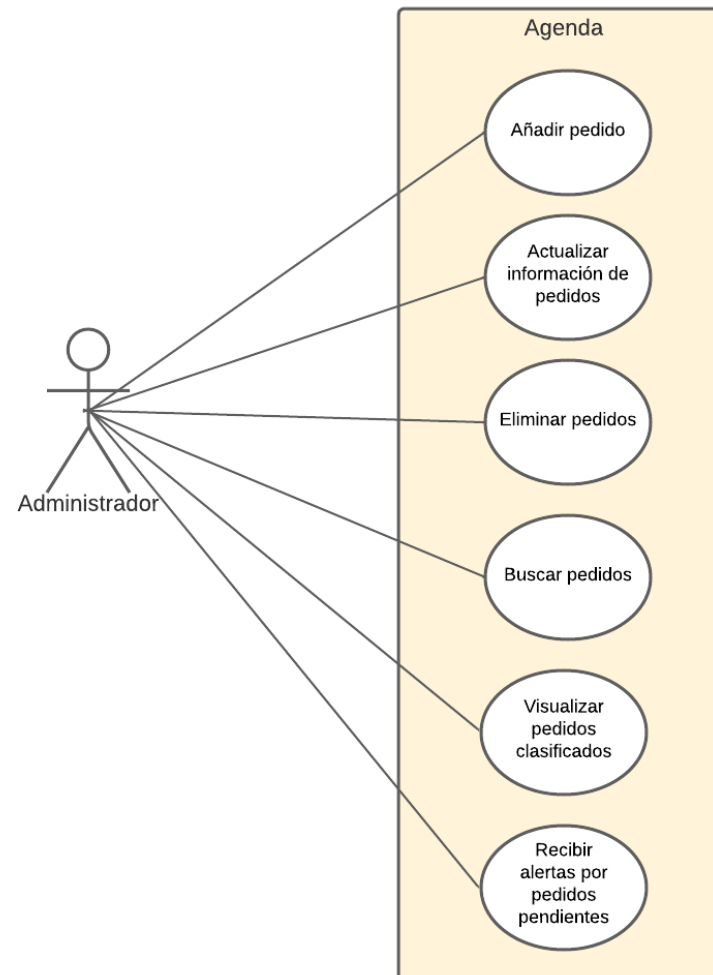 Agenda
Añadir pedido
Actualizar
información de
pedidos
Eliminar pedidos
Administrador
Buscar pedidos
Visualizar
pedidos
clasificados
Recibir
alertas por
pedidos
pendientes